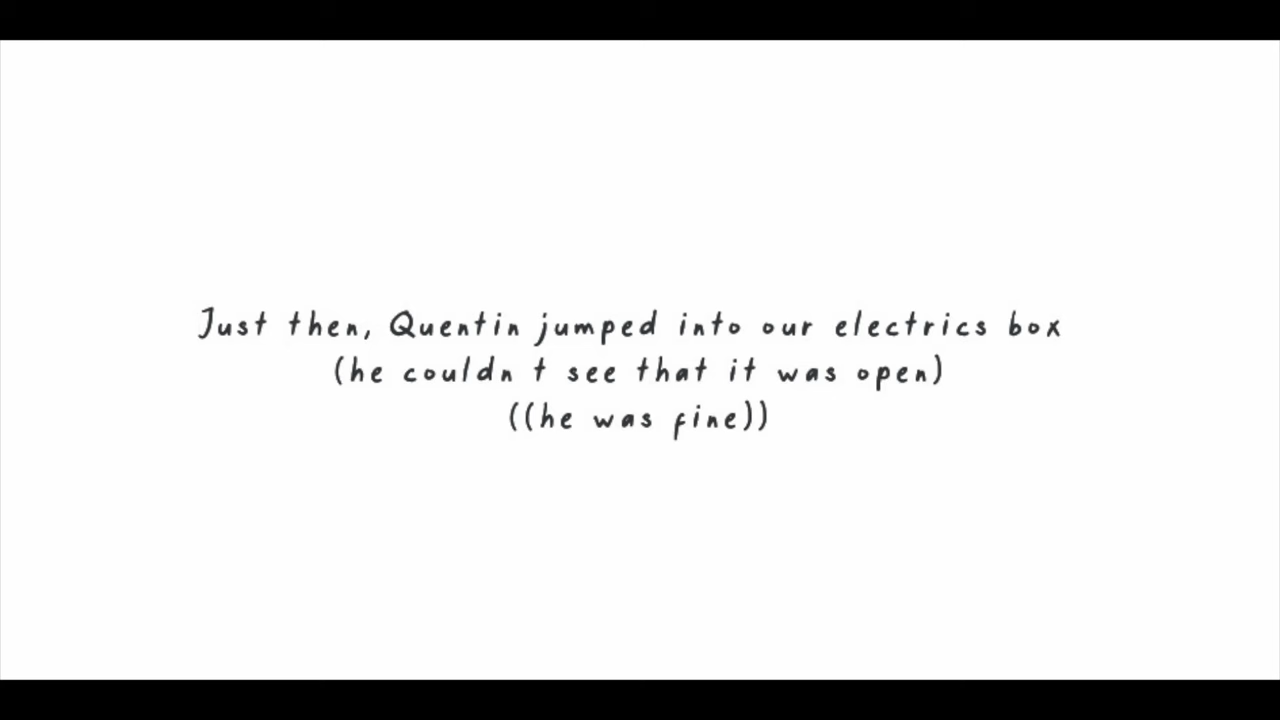 Just then, Quentin jumped into our electrics box
(he couldn t see that it was open)
((he was fine))